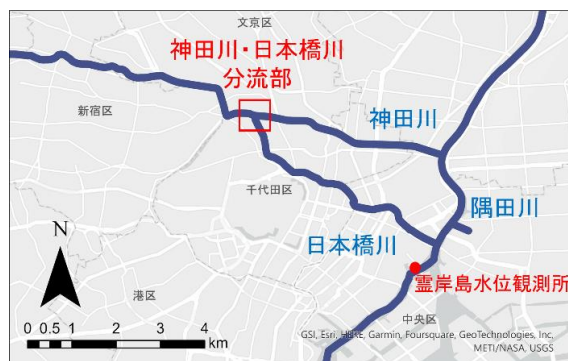 文京区
神田川・日本橋川
分流部
新宿区
神田川
千代田区
隅田川
日本橋川
N
霊岸島水位観測所
港区
中央区
0 0.5 1 2 3 4
km
GSI, Esri, HERE, Garmin, Foursquare, GeoTechnologies, Inc,
METI/NASA, USGS